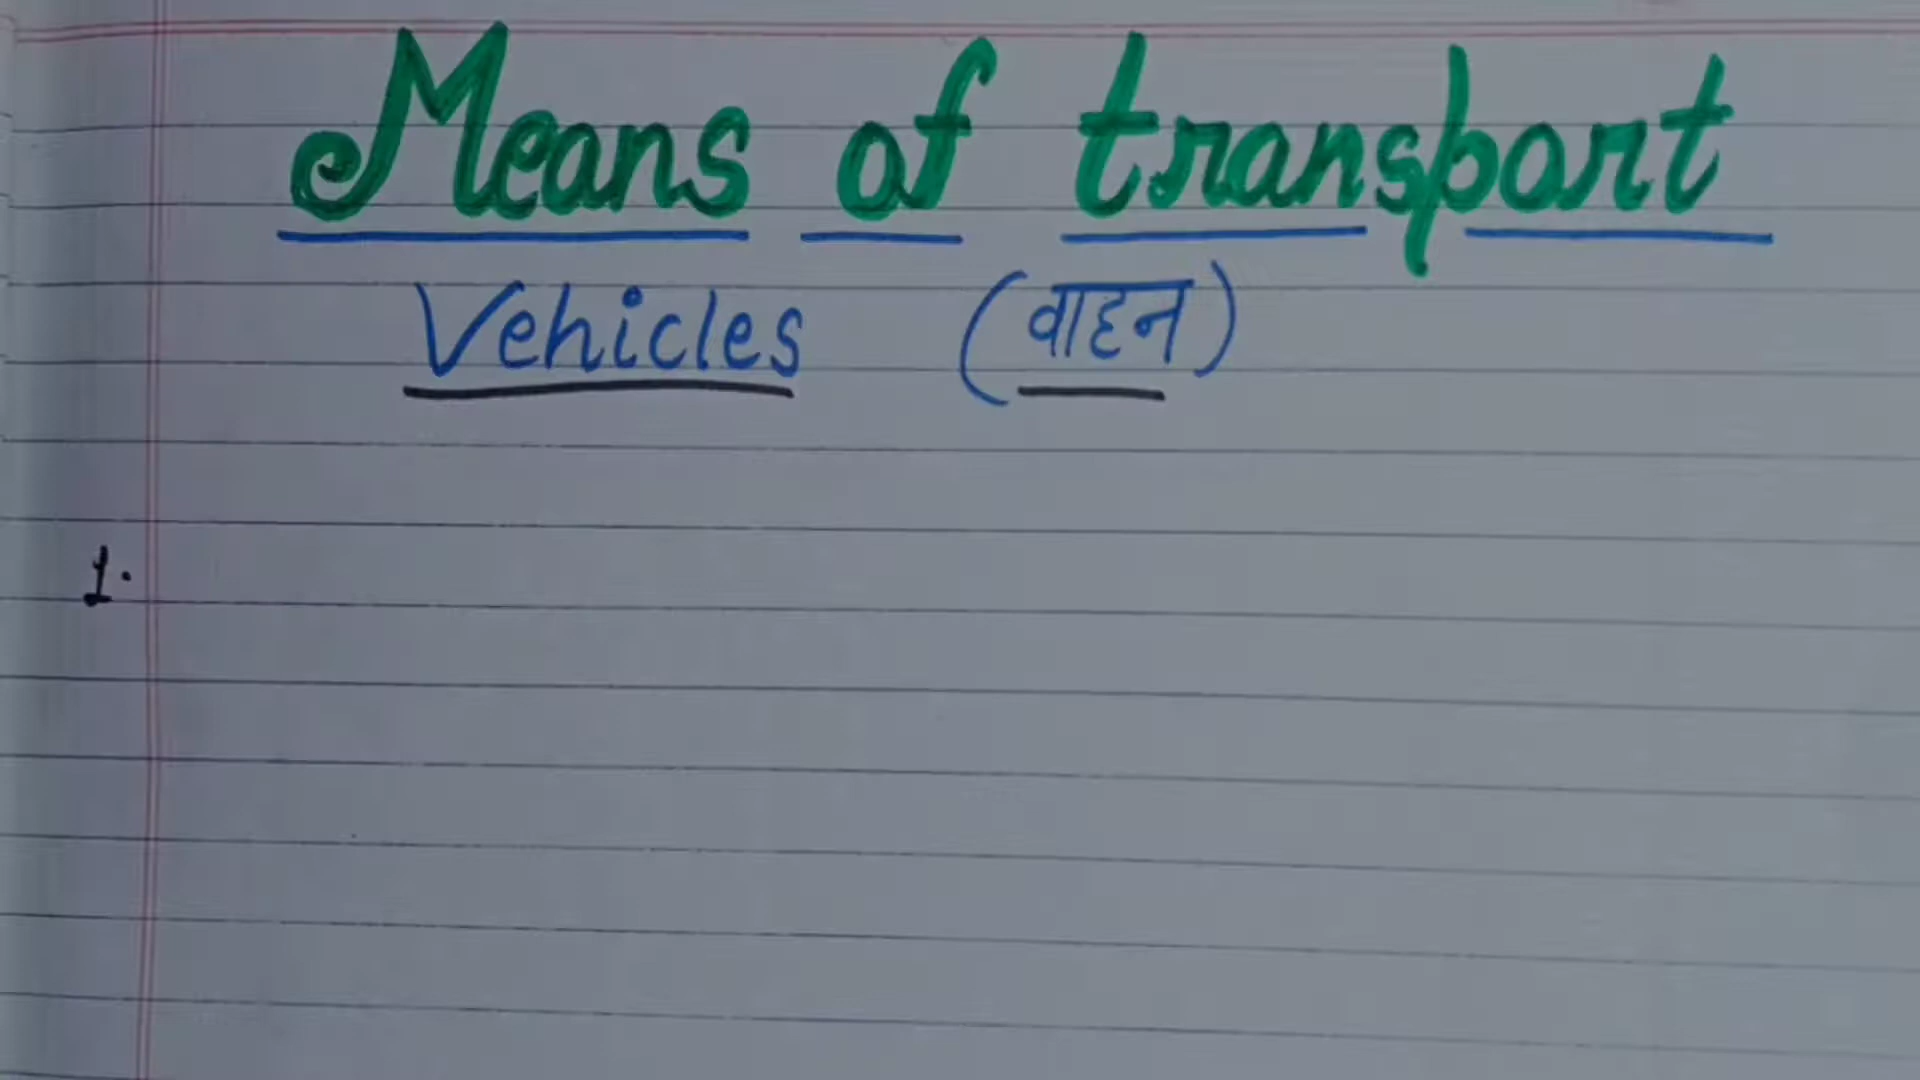 Means of transport
Vehicles (वाहन)
1.